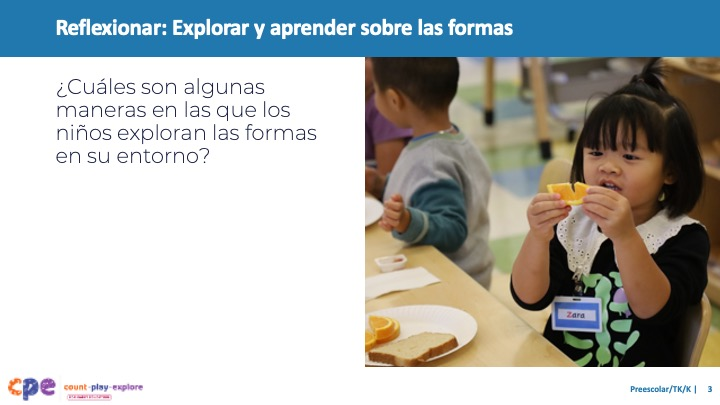 Reflexionar: Explorar y aprender sobre las formas
¿Cuáles son algunas
maneras en las que los
niños exploran las formas
en su entorno?
Zara
cpe count·play·explore
Preescolar/TK/K | 3